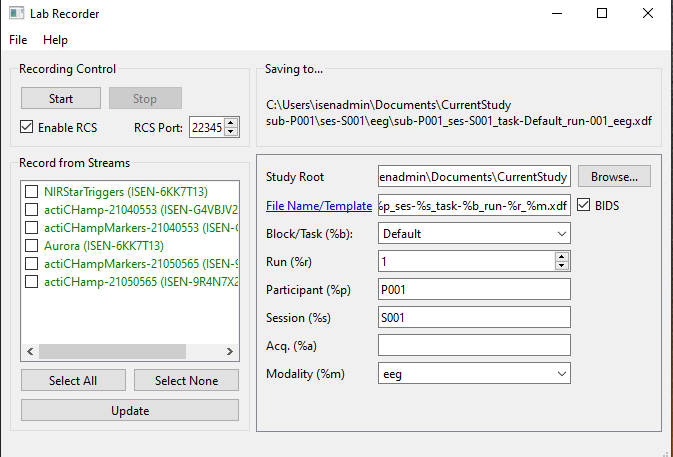 Lab Recorder
File Help
Recording Control
Start Stop
Enable RCS RCS Port: 22345
Record from Streams
NIRStarTriggers (ISEN-6KK7T13)
actiCHamp-21040553 (ISEN-G4VBJV2
actiCHampMarkers-21040553 (ISEN-G
Aurora (ISEN-6KK7T13)
actiCHampMarkers-21050565 (ISEN-9
actiCHamp-21050565 (ISEN-9R4N7X2
Select All Select None
Update
Saving to...
C:\Users\isenadmin\Documents\CurrentStudy
sub-P001\ses-S001\eeg\sub-P001_ses-S001_task-Default_run-001_eeg.xdf
Study Root enadmin\Documents\CurrentStudy Browse...
File Name/Template %p_ses-%s_task-%b_run-%r_%m.xdf BIDS
Block/Task (%b): Default
Run (%r) 1
Participant (%p) P001
Session (%s) S001
Acq. (%a)
Modality (%m) eeg